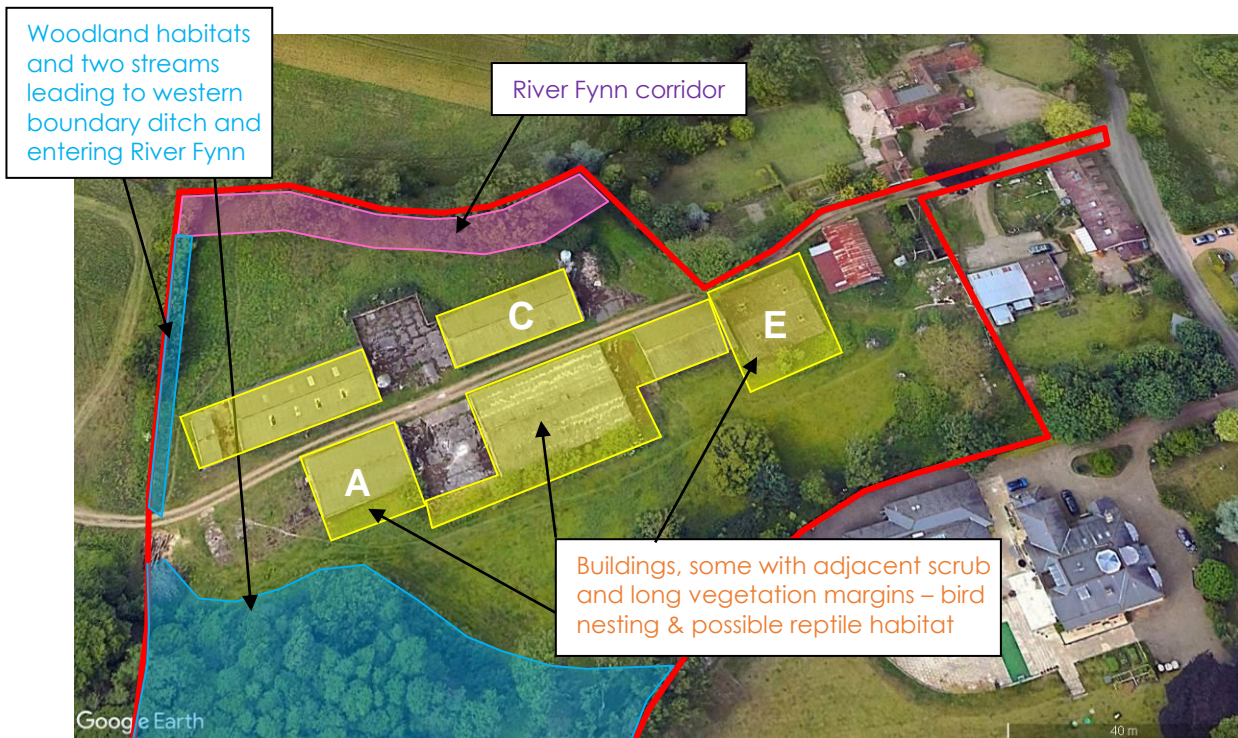 Woodland habitats
and two streams
leading to western
boundary ditch and
entering River Fynn
River Fynn corridor
C
E
A
Buildings, some with adjacent scrub
and long vegetation margins – bird
nesting & possible reptile habitat
Google Earth
40 m